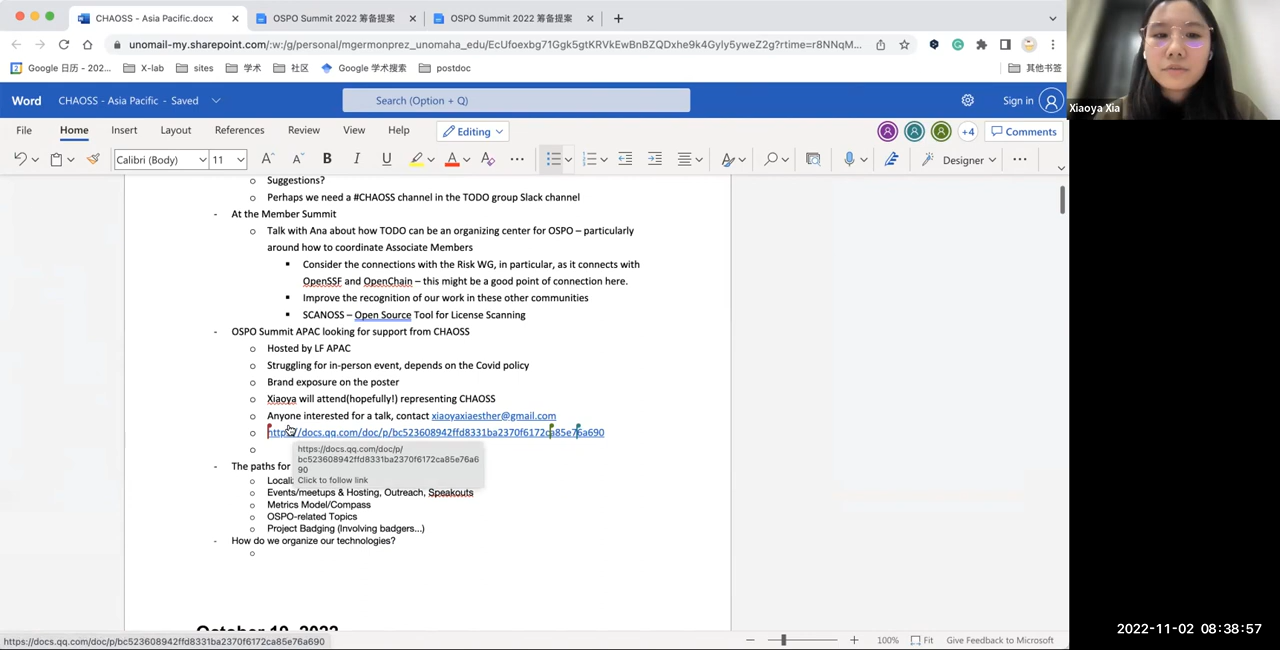 CHAOSS - Asia Pacific.docx
OSPO Summit 2022 筹备提案
OSPO Summit 2022 筹备提案
unomail-my.sharepoint.com/:w:/g/personal/mgermonprez_unomaha_edu/EcUfoexbg71Ggk5gtKRVkEwBnBZQDxhe9k4Gyly5yweZ2g?rtime=r8NNqM...
Google 日历 - 202...
X-lab
sites
学术
社区
Google 学术搜索
postdoc
其他书签
Word
CHAOSS - Asia Pacific - Saved
Search (Option + Q)
Sign in
File
Home
Insert
Layout
References
Review
View
Help
Editing
+4
Comments
Calibri (Body)
11
B
I
U
Designer
Suggestions?
Perhaps we need a #CHAOSS channel in the TODO group Slack channel
- At the Member Summit
Talk with Ana about how TODO can be an organizing center for OSPO – particularly
around how to coordinate Associate Members
Consider the connections with the Risk WG, in particular, as it connects with
OpenSSF and OpenChain – this might be a good point of connection here.
Improve the recognition of our work in these other communities
SCANOSS – Open Source Tool for License Scanning
- OSPO Summit APAC looking for support from CHAOSS
Hosted by LF APAC
Struggling for in-person event, depends on the Covid policy
Brand exposure on the poster
Xiaoya will attend(hopefully!) representing CHAOSS
Anyone interested for a talk, contact xiaoyaxiaesther@gmail.com
https://docs.qq.com/doc/p/bc523608942ffd8331ba2370f6172ca85e76a690
https://docs.qq.com/doc/p/
bc523608942ffd8331ba2370f6172ca85e76a6
90
Click to follow link
- The paths for
Locali
Events/meetups & Hosting, Outreach, Speakouts
Metrics Model/Compass
OSPO-related Topics
Project Badging (Involving badgers...)
- How do we organize our technologies?
October 19, 2022
https://docs.qq.com/doc/p/bc523608942ffd8331ba2370f6172ca85e76a690
100%
Fit
Give Feedback to Microsoft
Xiaoya Xia
2022-11-02 08:38:57